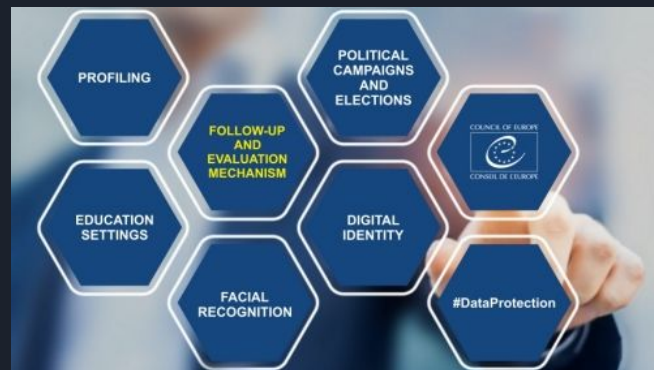 PROFILING
POLITICAL
CAMPAIGNS
AND
ELECTIONS
FOLLOW-UP
AND
EVALUATION
MECHANISM
COUNCIL OF EUROPE
CONSEIL DE L'EUROPE
EDUCATION
SETTINGS
DIGITAL
IDENTITY
FACIAL
RECOGNITION
#DataProtection